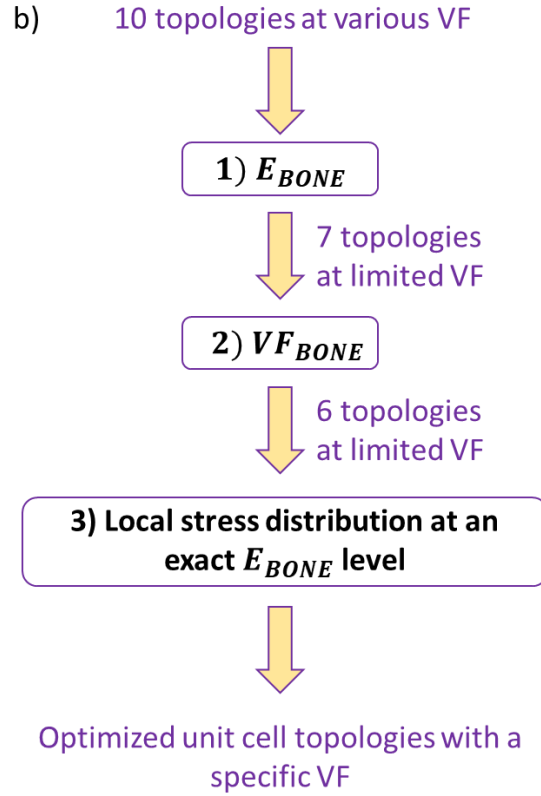 b)
10 topologies at various VF
1) E_BONE
7 topologies
at limited VF
2) VF_BONE
6 topologies
at limited VF
3) Local stress distribution at an
exact E_BONE level
Optimized unit cell topologies with a
specific VF